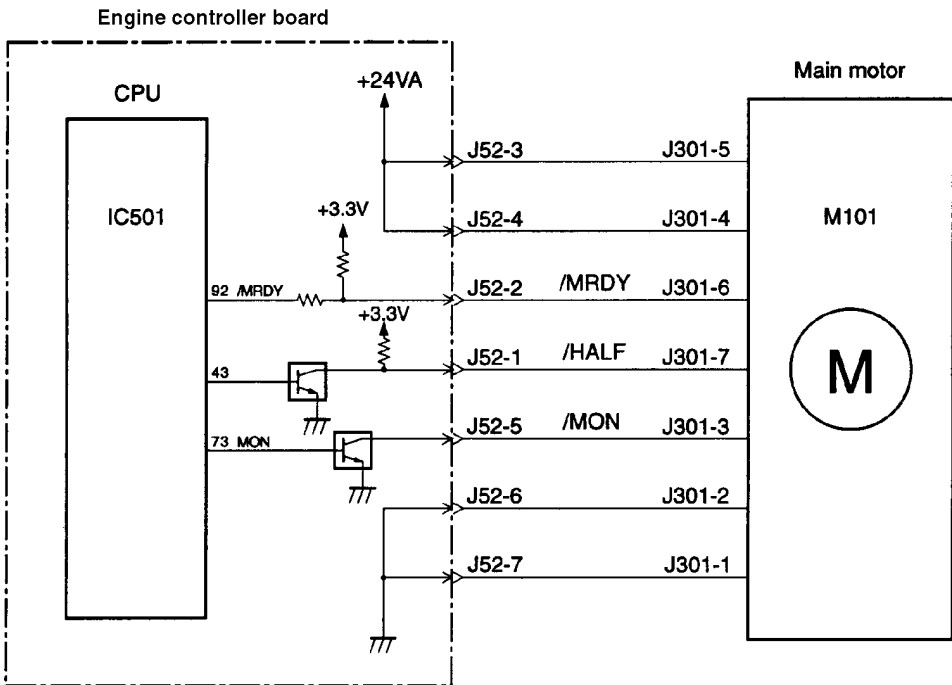 Engine controller board
CPU
IC501
+24VA
Main motor
M101
M
J52-3 J301-5
J52-4 J301-4
+3.3V
92 /MRDY
J52-2 /MRDY J301-6
+3.3V
43
J52-1 /HALF J301-7
73 MON
J52-5 /MON J301-3
J52-6 J301-2
J52-7 J301-1